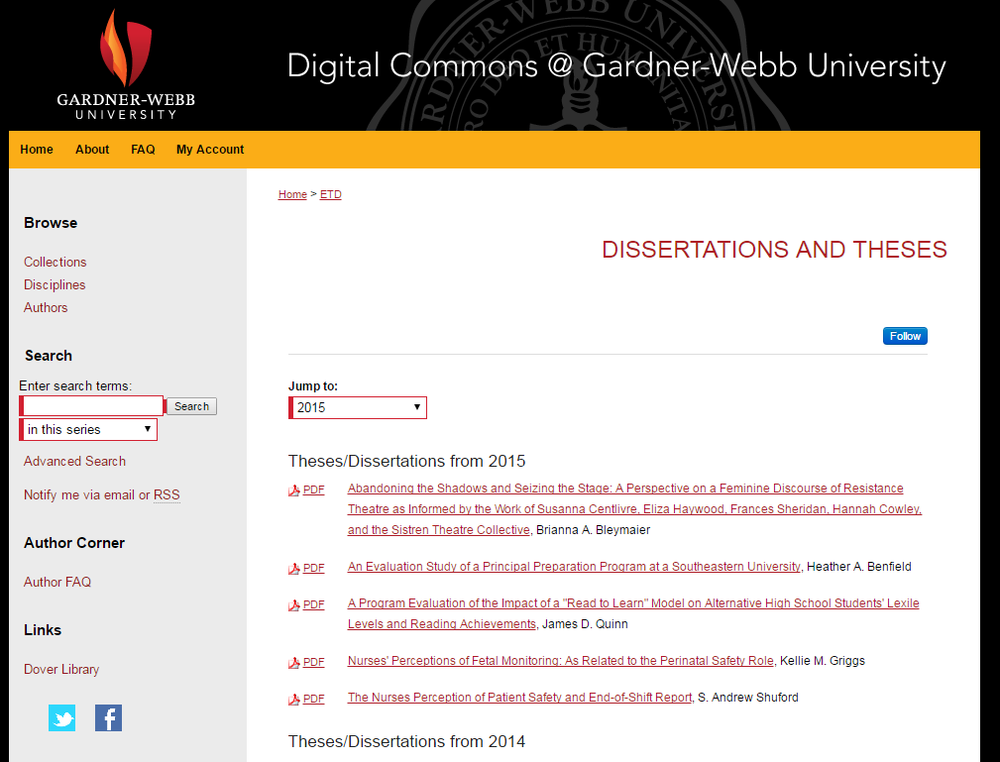 GARDNER-WEBB
UNIVERSITY
Digital Commons @ Gardner-Webb University
Home About FAQ My Account
Browse
Collections
Disciplines
Authors
Search
Enter search terms:
Search
in this series ▼
Advanced Search
Notify me via email or RSS
Author Corner
Author FAQ
Links
Dover Library
Home > ETD
DISSERTATIONS AND THESES
Follow
Jump to:
2015 ▼
Theses/Dissertations from 2015
PDF Abandoning the Shadows and Seizing the Stage: A Perspective on a Feminine Discourse of Resistance
Theatre as Informed by the Work of Susanna Centlivre, Eliza Haywood, Frances Sheridan, Hannah Cowley,
and the Sistren Theatre Collective, Brianna A. Bleymaier
PDF An Evaluation Study of a Principal Preparation Program at a Southeastern University, Heather A. Benfield
PDF A Program Evaluation of the Impact of a "Read to Learn" Model on Alternative High School Students' Lexile
Levels and Reading Achievements, James D. Quinn
PDF Nurses' Perceptions of Fetal Monitoring: As Related to the Perinatal Safety Role, Kellie M. Griggs
PDF The Nurses Perception of Patient Safety and End-of-Shift Report, S. Andrew Shuford
Theses/Dissertations from 2014